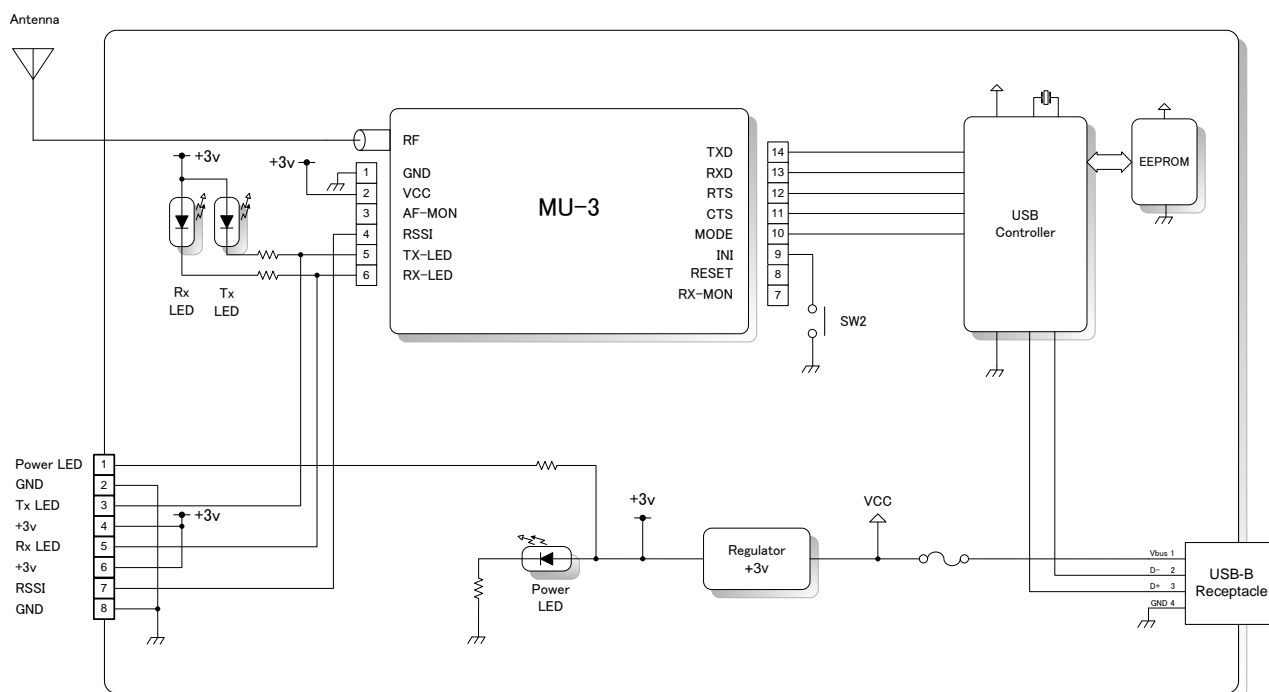 Antenna
RF
+3v
+3v
1 GND
2 VCC
3 AF-MON
4 RSSI
5 TX-LED
6 RX-LED
MU-3
TXD 14
RXD 13
RTS 12
CTS 11
MODE 10
INI 9
RESET 8
RX-MON 7
SW2
USB
Controller
EEPROM
Rx
LED
Tx
LED
Power LED 1
GND 2
Tx LED 3
+3v 4
Rx LED 5
+3v 6
RSSI 7
GND 8
+3v
Power
LED
+3v
Regulator
+3v
VCC
Vbus 1
D- 2
D+ 3
GND 4
USB-B
Receptacle